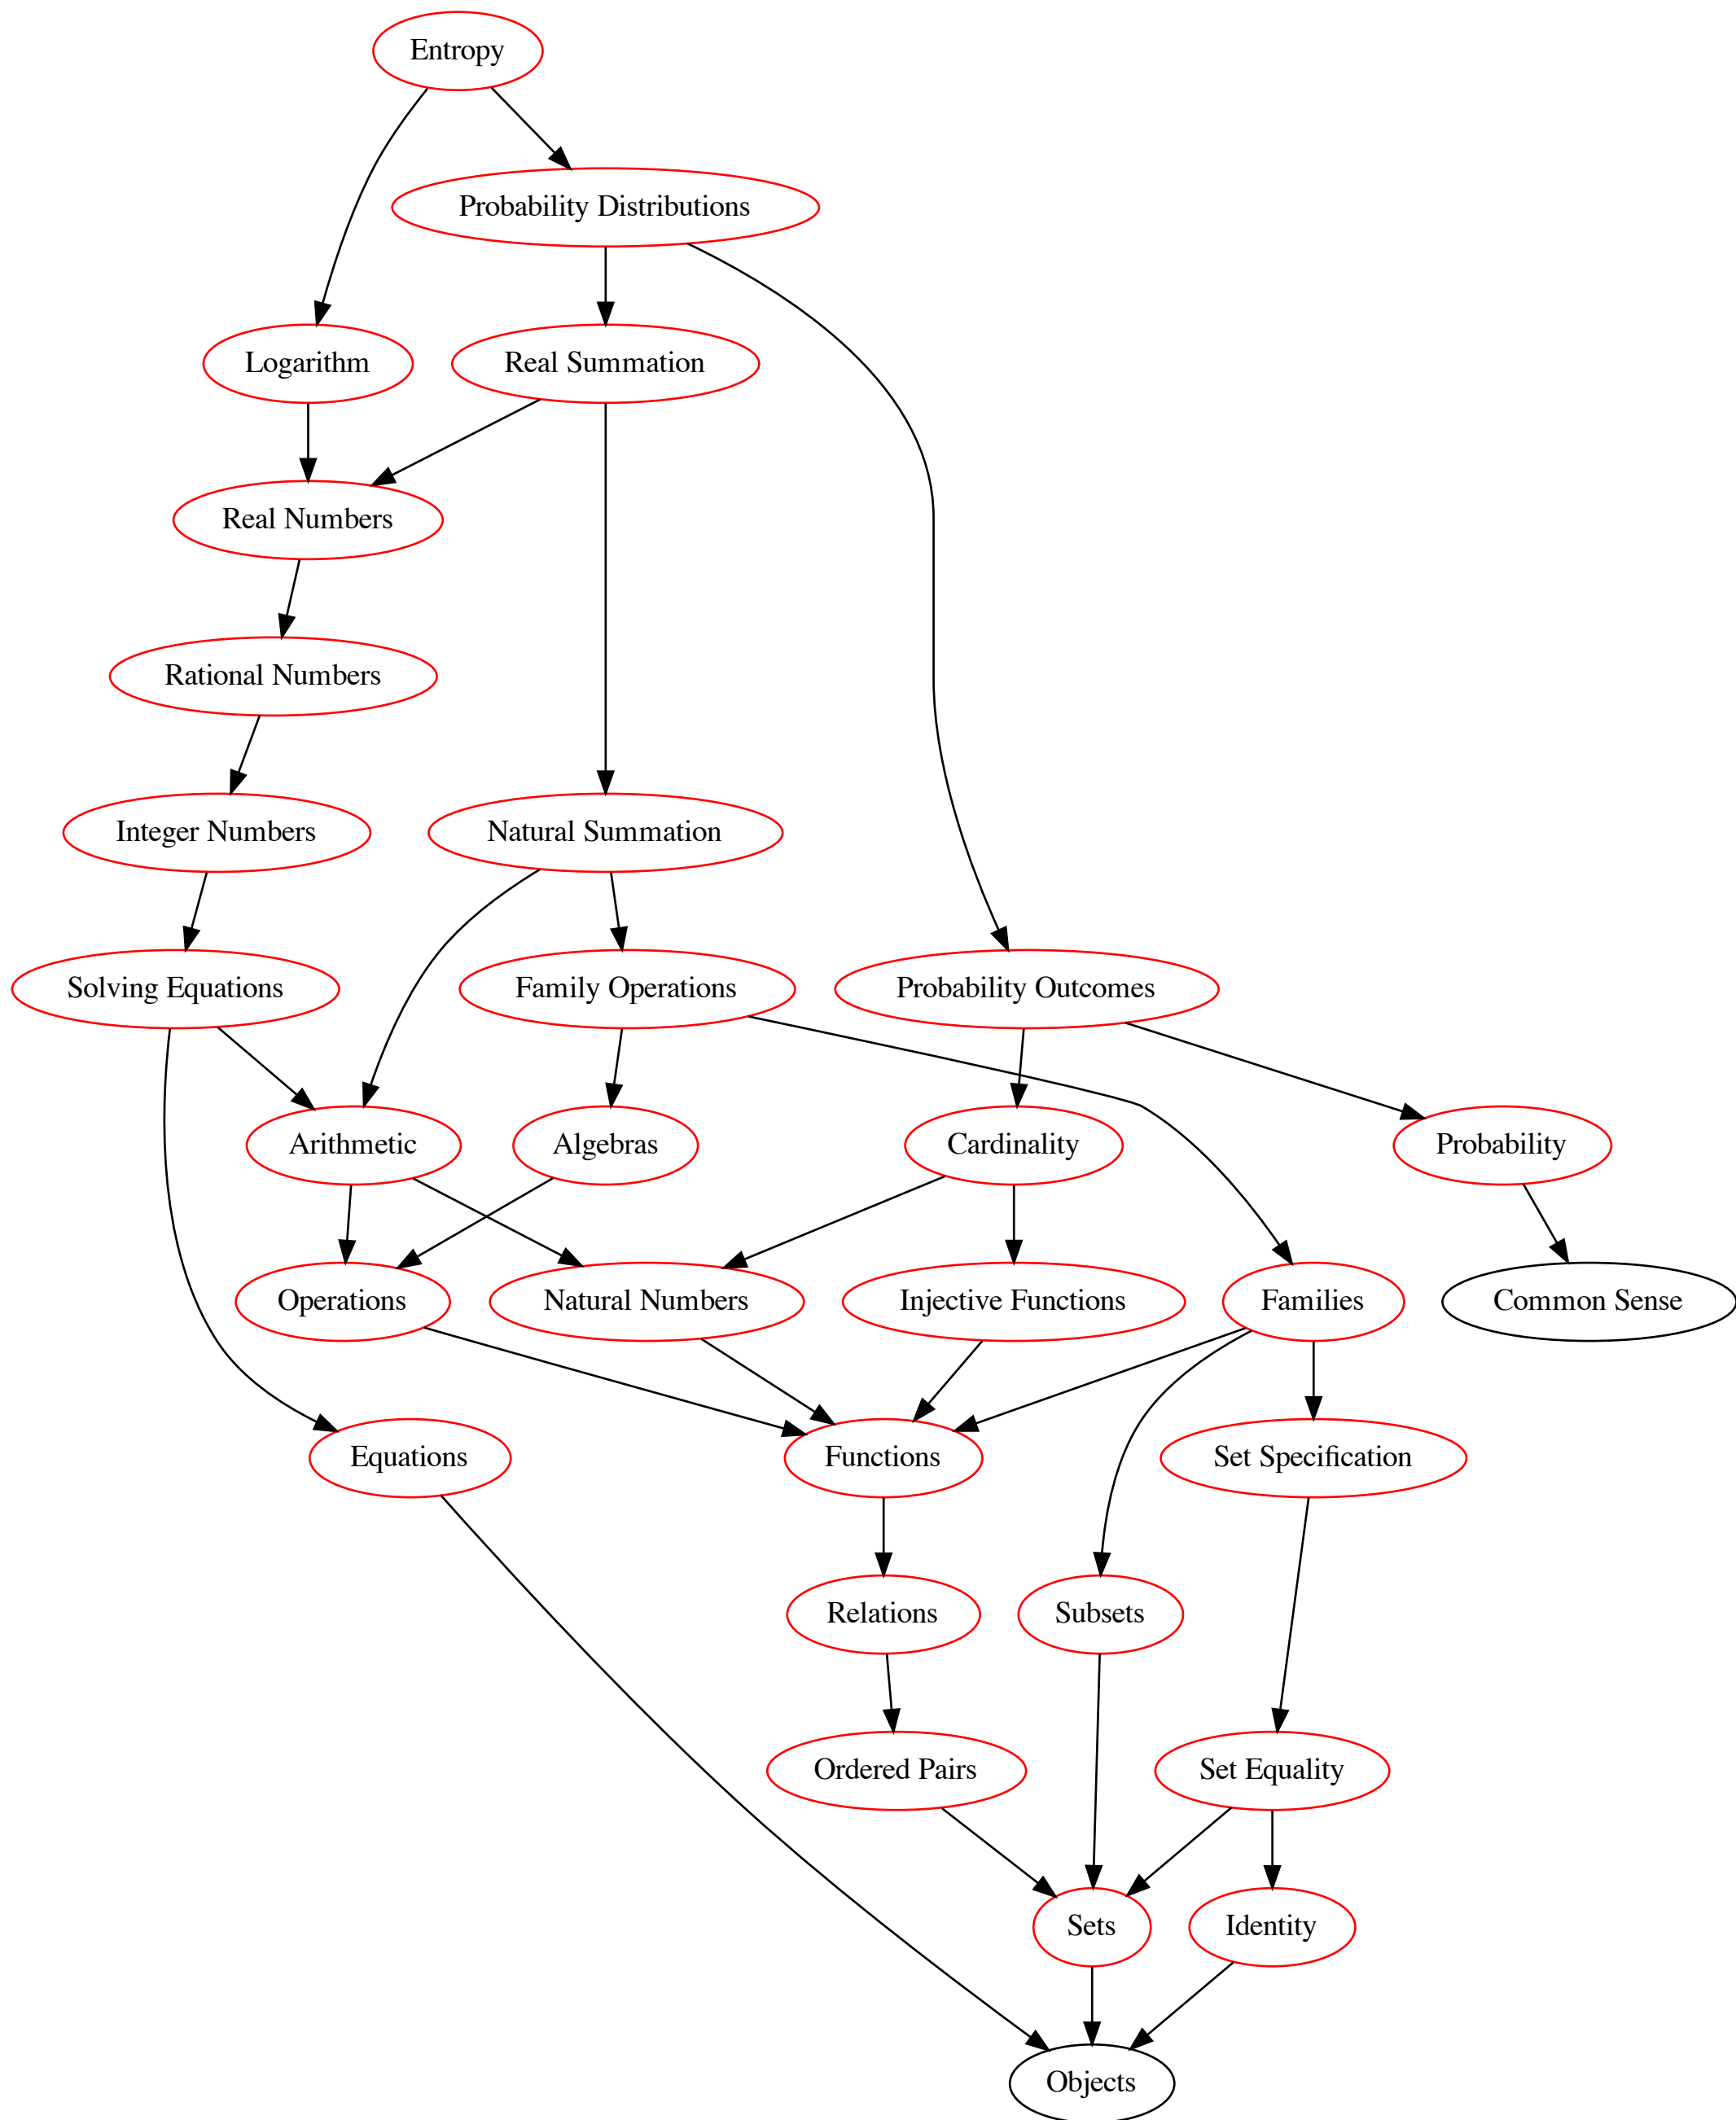 Entropy
Probability Distributions
Logarithm
Real Summation
Real Numbers
Rational Numbers
Integer Numbers
Natural Summation
Solving Equations
Family Operations
Probability Outcomes
Arithmetic
Algebras
Cardinality
Probability
Operations
Natural Numbers
Injective Functions
Families
Common Sense
Equations
Functions
Set Specification
Relations
Subsets
Ordered Pairs
Set Equality
Sets
Identity
Objects